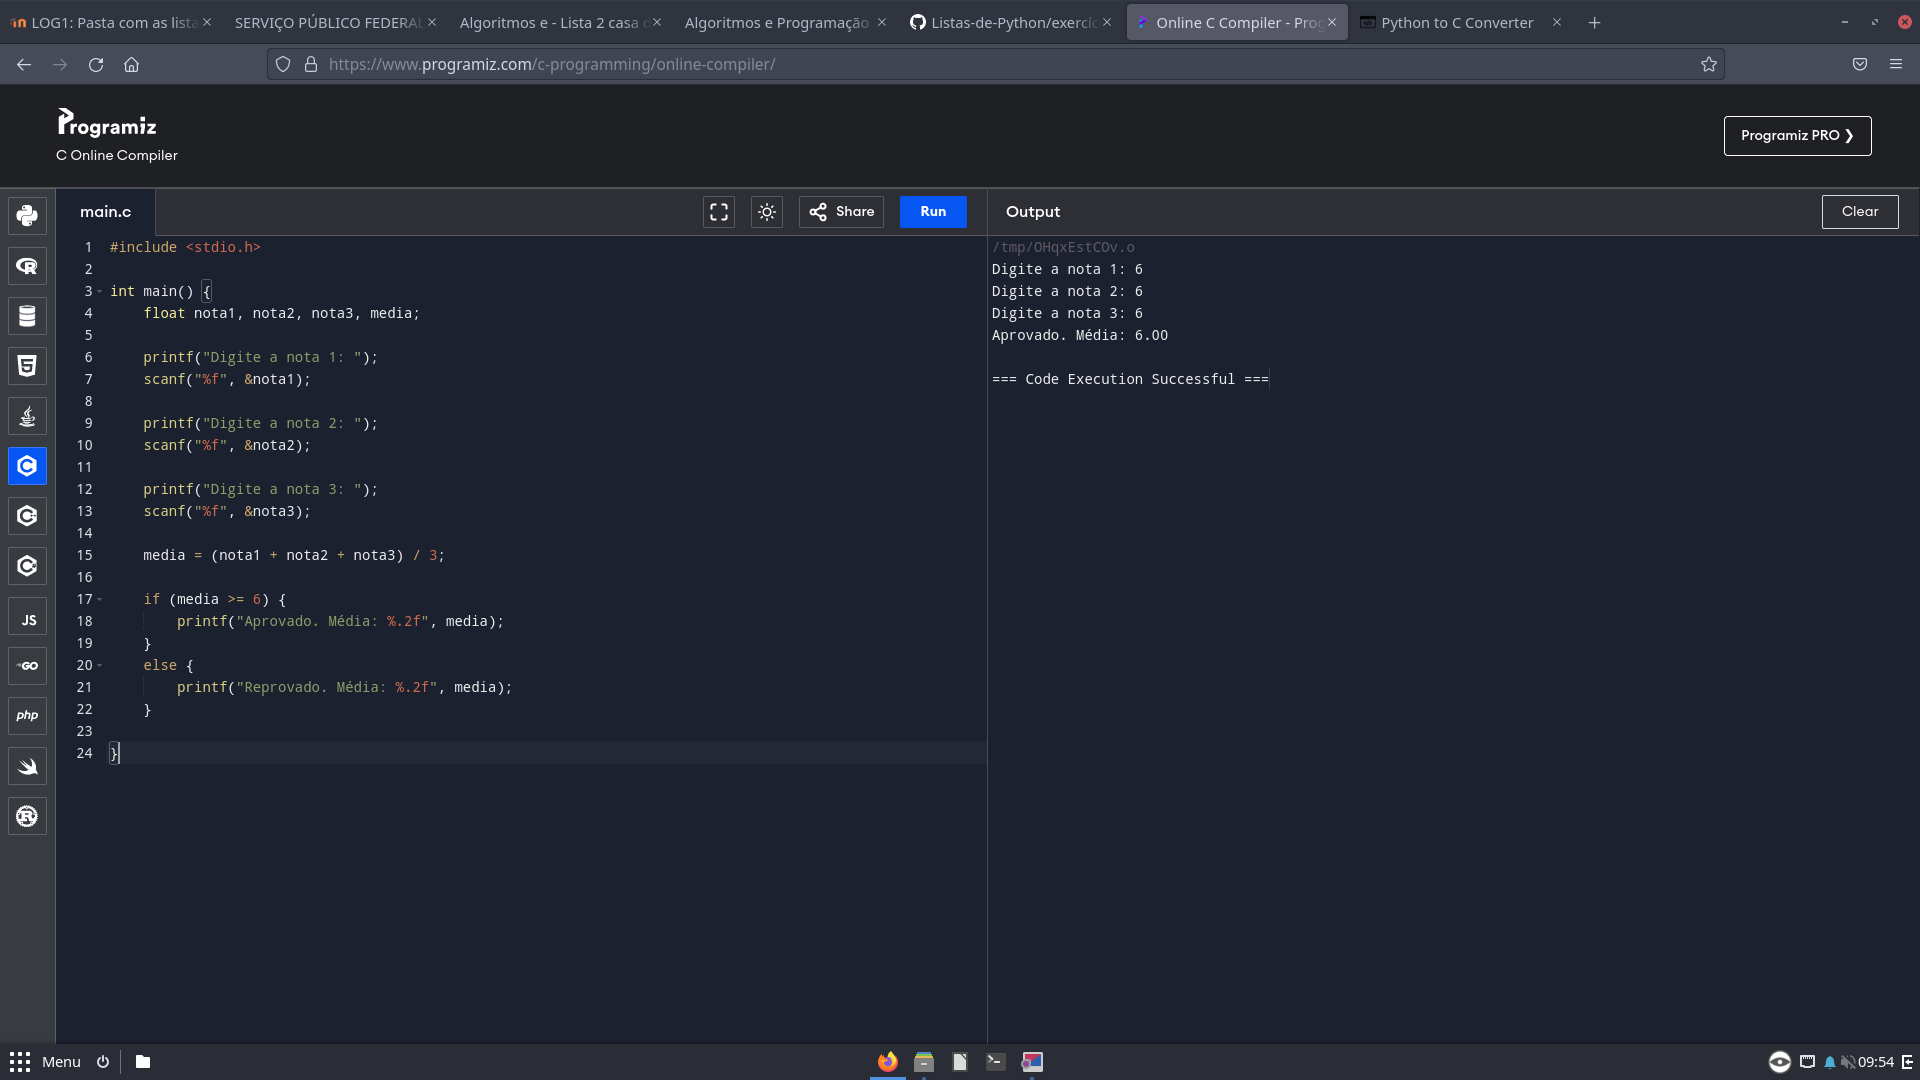 LOG1: Pasta com as lista
SERVIÇO PÚBLICO FEDERAL
Algoritmos e - Lista 2 casa d
Algoritmos e Programação
Listas-de-Python/exercíc
Online C Compiler - Prog
Python to C Converter
https://www.programiz.com/c-programming/online-compiler/
Programiz
C Online Compiler
Programiz PRO ❯
main.c
Share
Run
Output
Clear
1 #include <stdio.h>
2
3 int main() {
4     float nota1, nota2, nota3, media;
5
6     printf("Digite a nota 1: ");
7     scanf("%f", &nota1);
8
9     printf("Digite a nota 2: ");
10     scanf("%f", &nota2);
11
12     printf("Digite a nota 3: ");
13     scanf("%f", &nota3);
14
15     media = (nota1 + nota2 + nota3) / 3;
16
17     if (media >= 6) {
18         printf("Aprovado. Média: %.2f", media);
19     }
20     else {
21         printf("Reprovado. Média: %.2f", media);
22     }
23
24 }
/tmp/OHqxEstCOv.o
Digite a nota 1: 6
Digite a nota 2: 6
Digite a nota 3: 6
Aprovado. Média: 6.00
=== Code Execution Successful ===
R
5
C
C
C
JS
GO
php
R
Menu
09:54